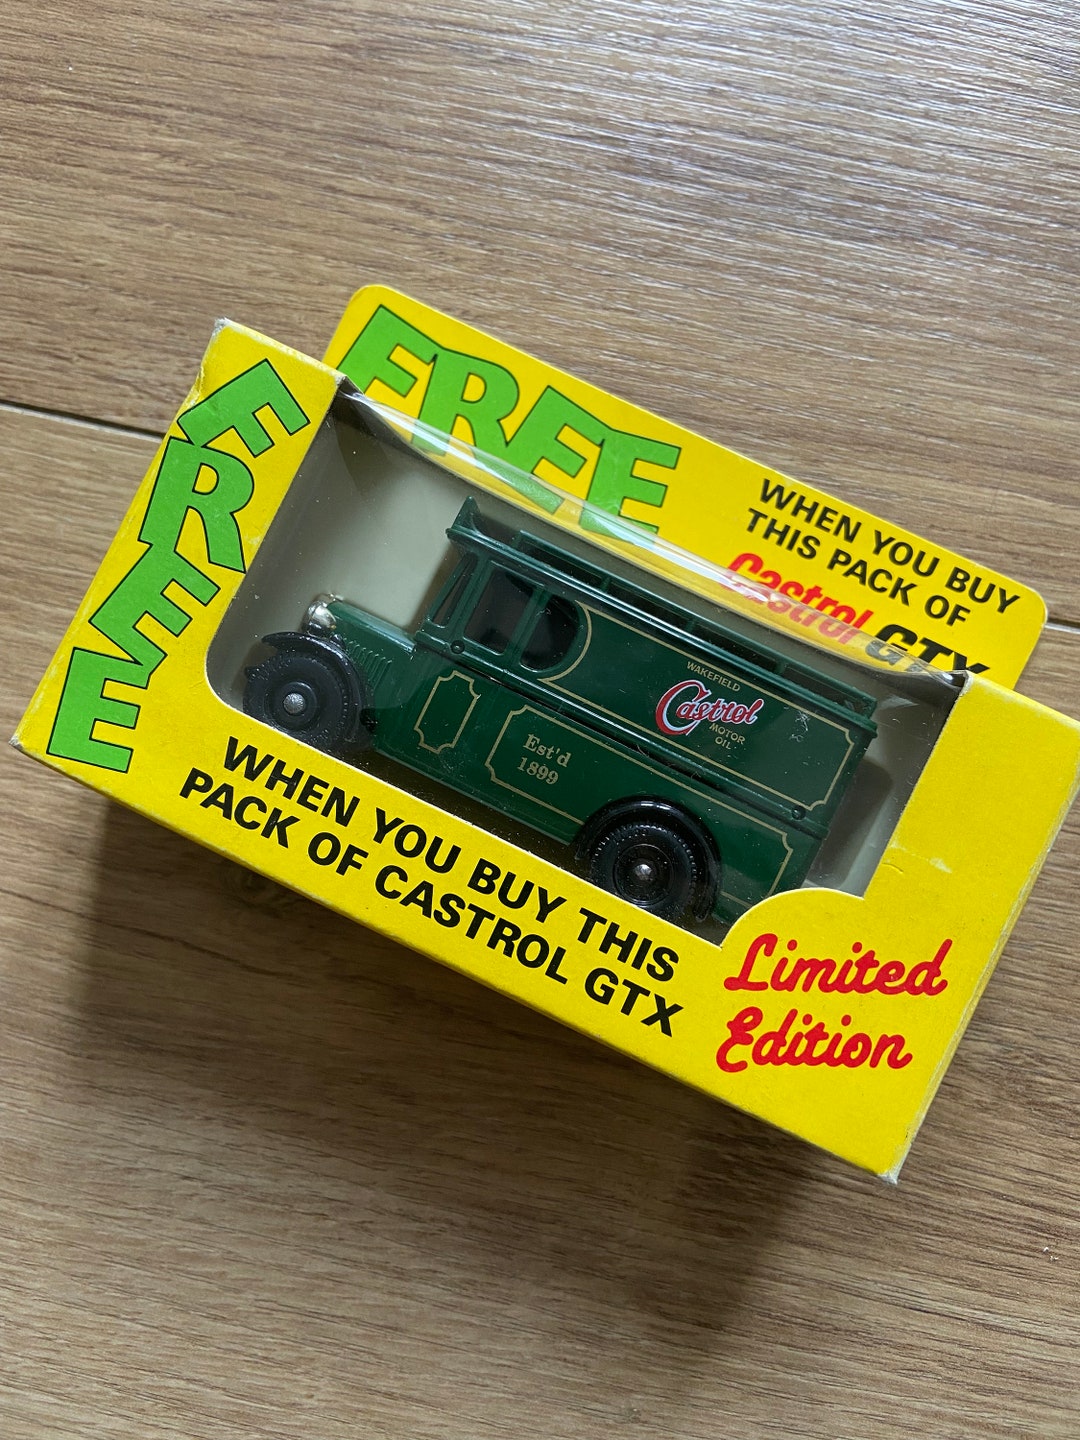 FREE
WHEN YOU BUY
THIS PACK OF
Castrol GTX
FREE
WAKEFIELD
Castrol
MOTOR
OIL
Est'd
1899
WHEN YOU BUY THIS
PACK OF CASTROL GTX
Limited
Edition